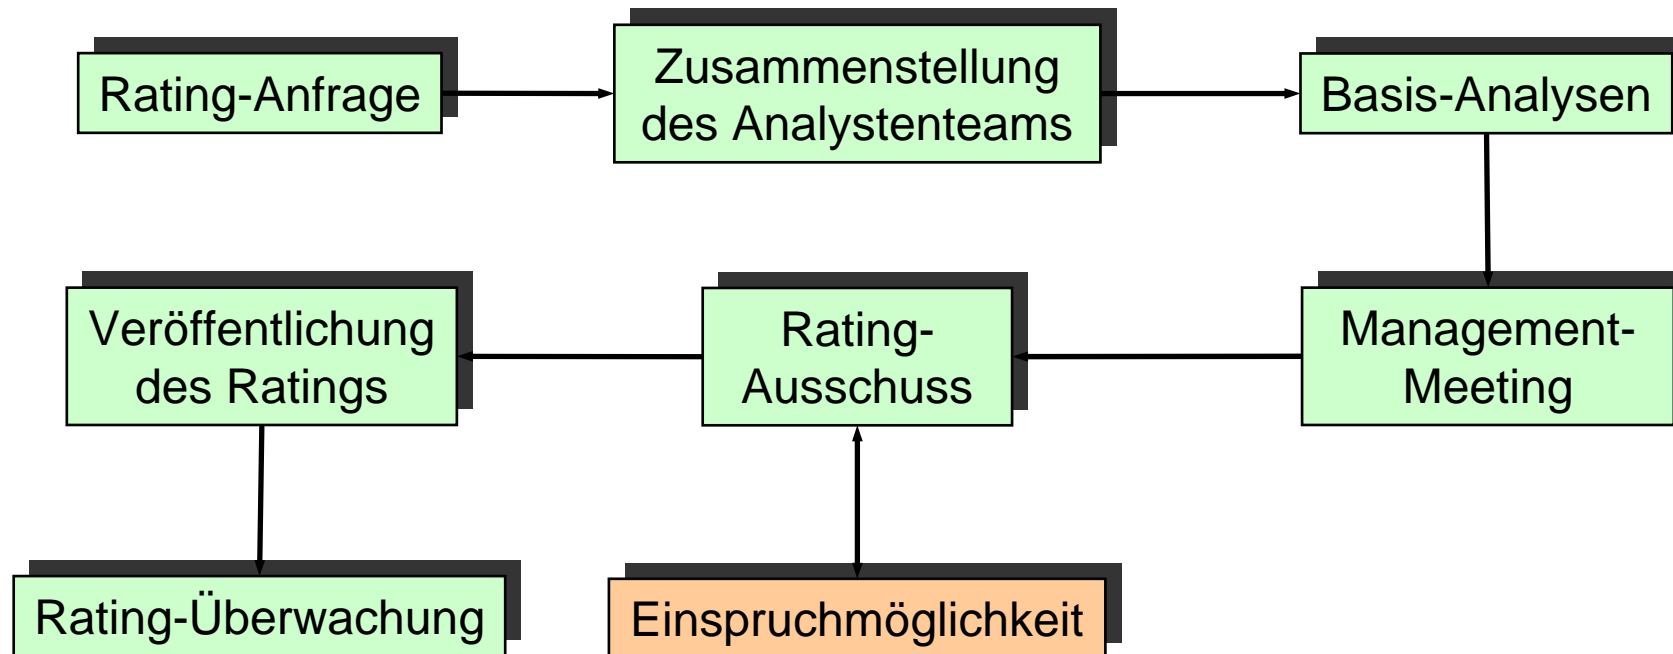 Rating-Anfrage
Zusammenstellung
des Analystenteams
Basis-Analysen
Management-
Meeting
Rating-
Ausschuss
Veröffentlichung
des Ratings
Einspruchmöglichkeit
Rating-Überwachung